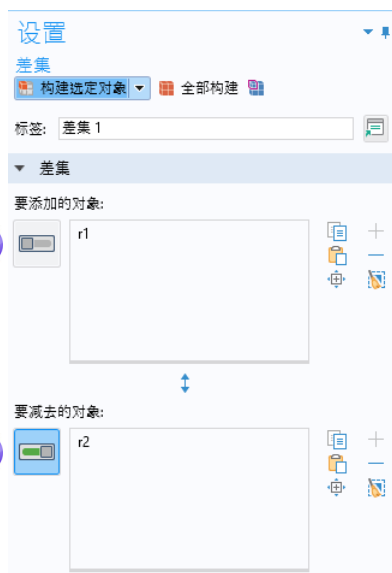 设置
差集
构建选定对象 全部构建
标签: 差集 1
差集
要添加的对象:
r1
要减去的对象:
r2